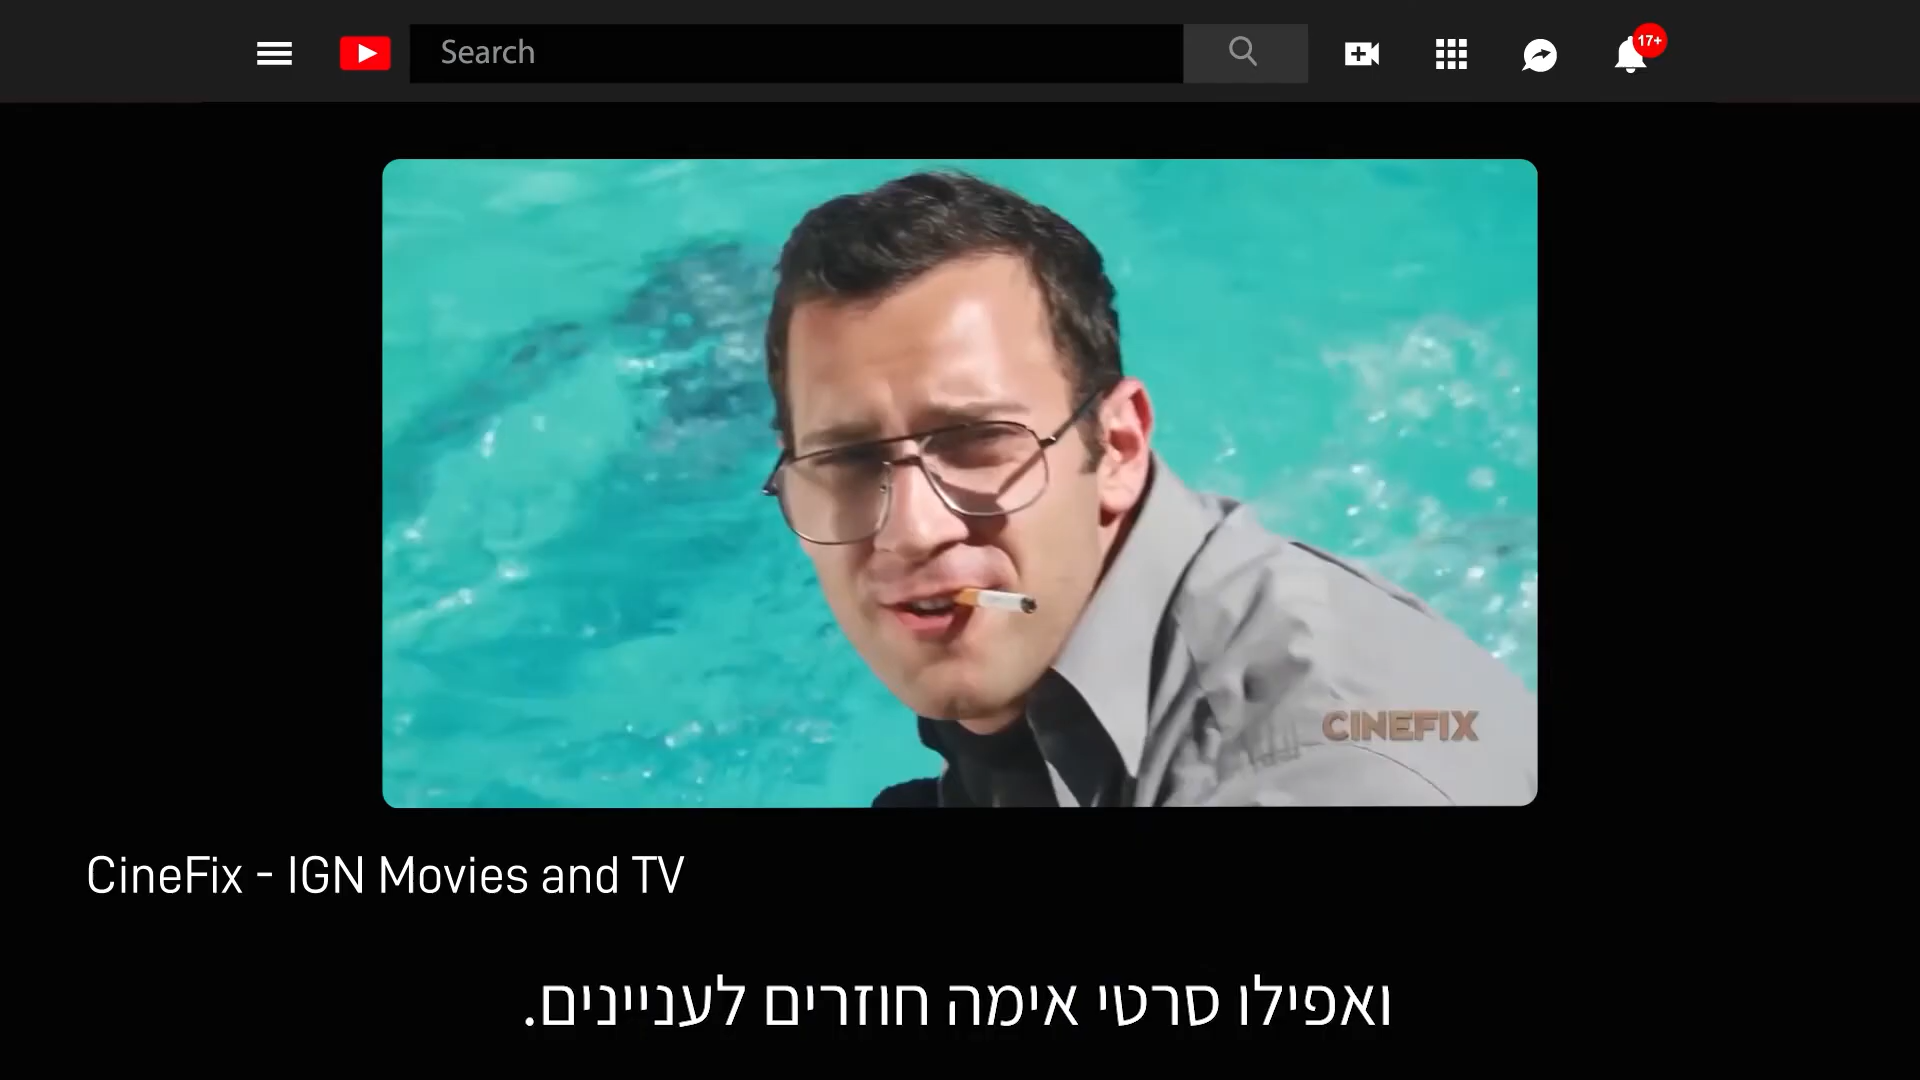 Search
17+
CINEFIX
CineFix - IGN Movies and TV
ואפילו סרטי אימה חוזרים לעניינים.